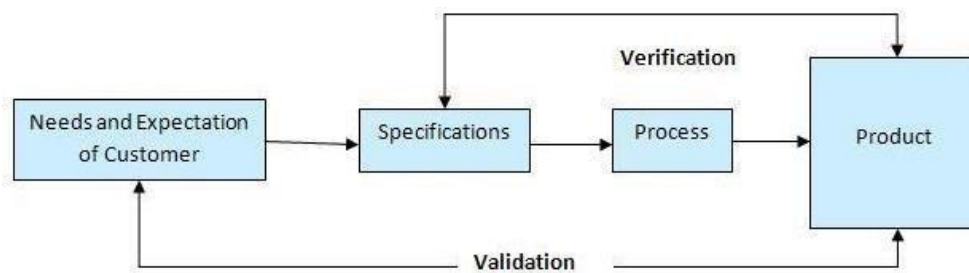 Verification
Needs and Expectation
of Customer
Specifications
Process
Product
Validation